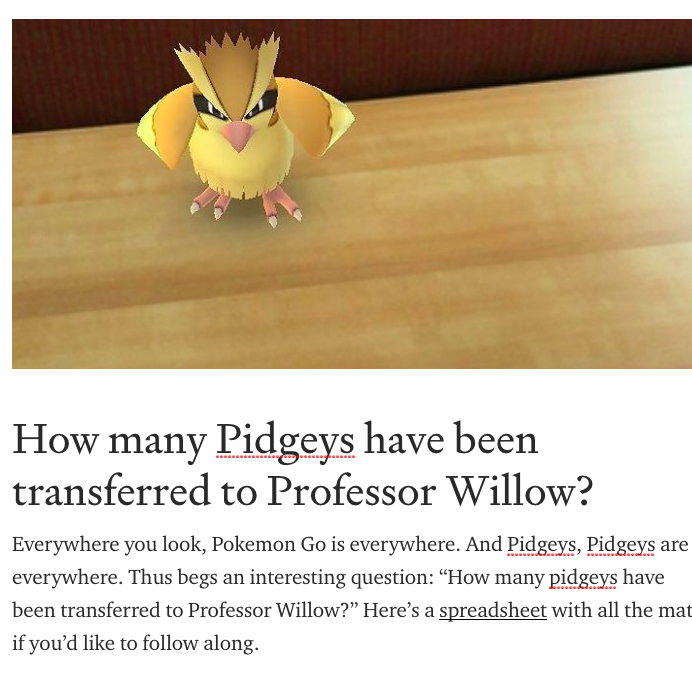 How many Pidgeys have been
transferred to Professor Willow?
Everywhere you look, Pokemon Go is everywhere. And Pidgeys, Pidgeys are
everywhere. Thus begs an interesting question: “How many pidgeys have
been transferred to Professor Willow?” Here’s a spreadsheet with all the mat
if you’d like to follow along.